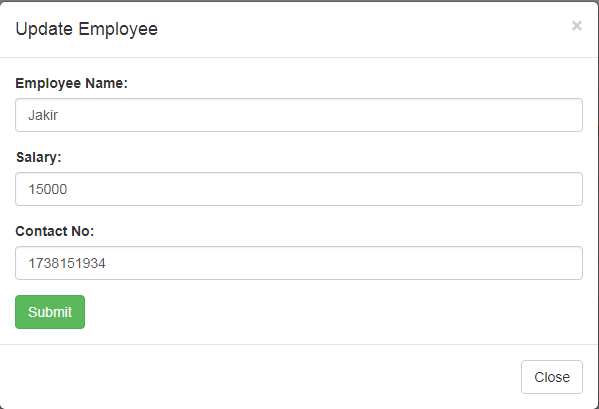 Update Employee
×
Employee Name:
Jakir
Salary:
15000
Contact No:
1738151934
Submit
Close